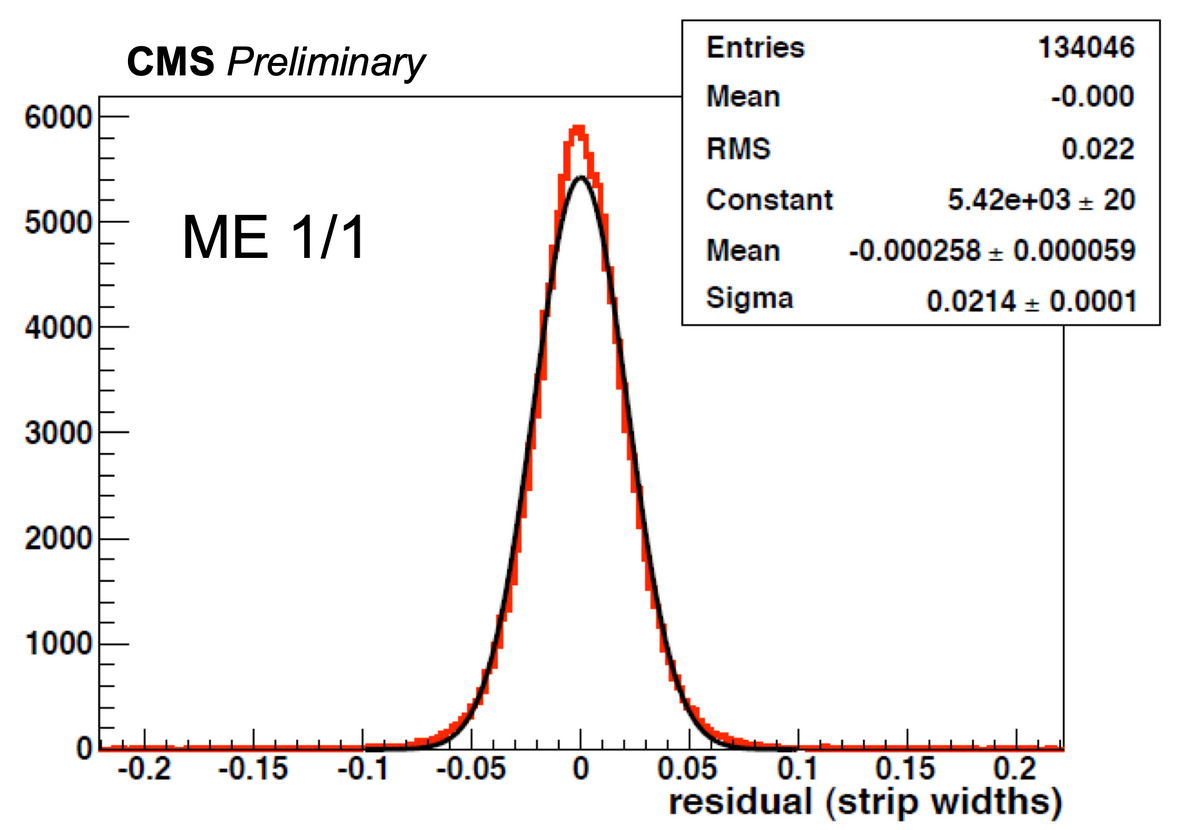 CMS Preliminary
Entries 134046
Mean -0.000
RMS 0.022
Constant 5.42e+03 ± 20
Mean -0.000258 ± 0.000059
Sigma 0.0214 ± 0.0001
ME 1/1
6000
5000
4000
3000
2000
1000
0
-0.2 -0.15 -0.1 -0.05 0 0.05 0.1 0.15 0.2
residual (strip widths)